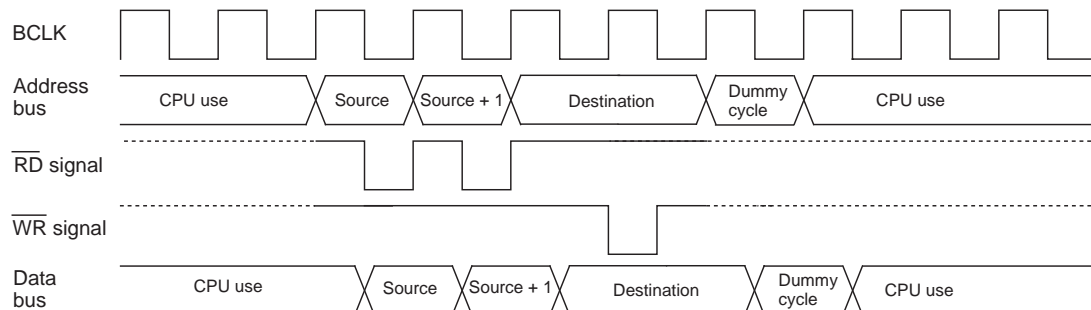 BCLK
Address
bus
CPU use
Source
Source + 1
Destination
Dummy
cycle
CPU use
RD signal
WR signal
Data
bus
CPU use
Source
Source + 1
Destination
Dummy
cycle
CPU use